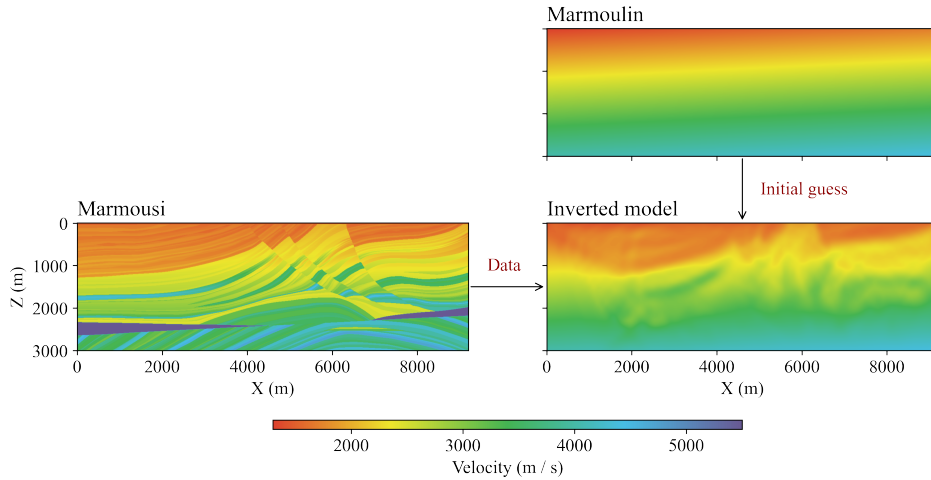 Marmoulin
Initial guess
Marmousi
Inverted model
Data
Z (m)
0
1000
2000
3000
0 2000 4000 6000 8000
X (m)
0 2000 4000 6000 8000
X (m)
2000 3000 4000 5000
Velocity (m / s)